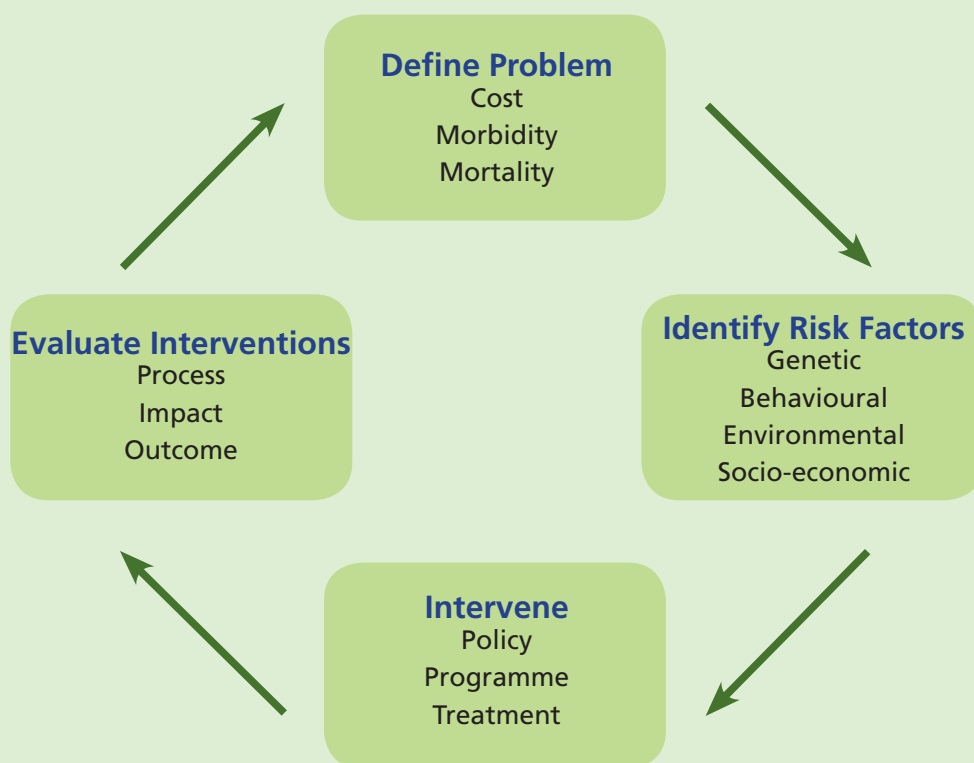 Define Problem
Cost
Morbidity
Mortality
Evaluate Interventions
Process
Impact
Outcome
Identify Risk Factors
Genetic
Behavioural
Environmental
Socio-economic
Intervene
Policy
Programme
Treatment